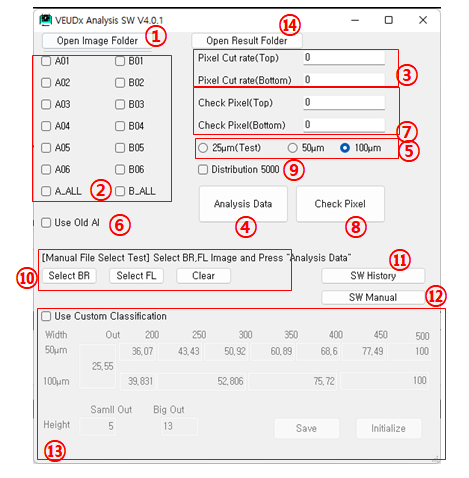 VEUDx Analysis SW V4.0.1
Open Image Folder ① Open Result Folder ⑭
A01 B01 Pixel Cut rate(Top) 0
A02 B02 Pixel Cut rate(Bottom) 0 ③
A03 B03 Check Pixel(Top) 0
A04 B04 Check Pixel(Bottom) 0 ⑦
A05 B05 25μm(Test) 50μm 100μm ⑤
A06 B06 Distribution 5000 ⑨
A_ALL ② B_ALL
Analysis Data Check Pixel
Use Old AI ⑥ ④ ⑧
[Manual File Select Test] Select BR,FL Image and Press "Analysis Data" ⑪
⑩ Select BR Select FL Clear SW History
SW Manual ⑫
Use Custom Classification
Width Out 200 250 300 350 400 450 500
50μm 36,07 43,43 50,92 60,89 68,6 77,49 100
25,55
100μm 39,831 52,806 75,72 100
Samll Out Big Out
Height 5 13 Save Initialize
⑬